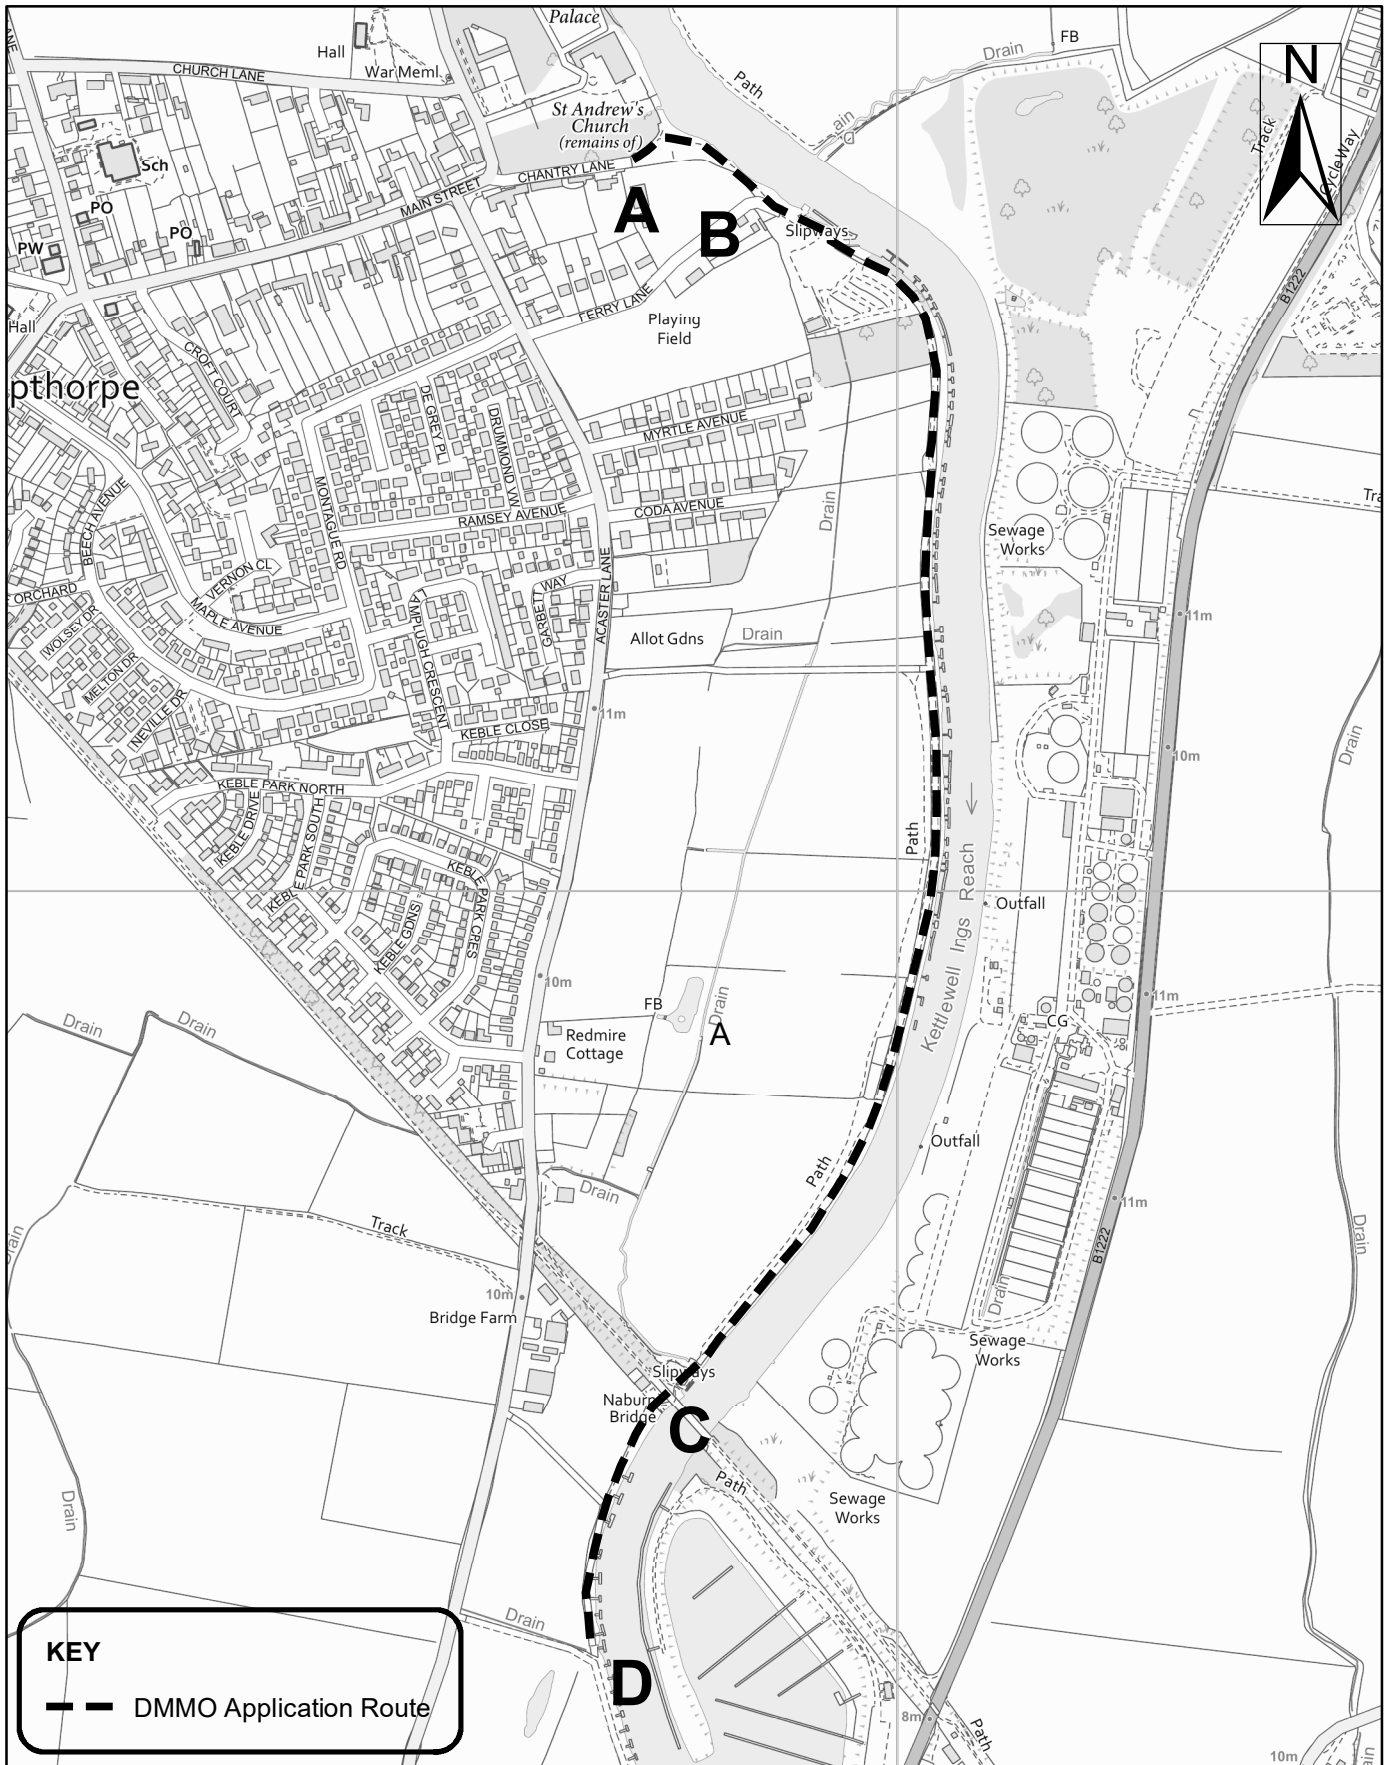 Palace
Hall
War Meml
CHURCH LANE
Path
Drain
FB
N
St Andrew's
Church
(remains of)
ain
Track
CycleWay
Sch
CHANTRY LANE
MAIN STREET
PO
PO
PW
A
B
Slipways
B1222
FERRY LANE
Playing
Field
Hall
pthorpe
CROFT COURT
DE GREY PL
DRUMMOND VW
MYRTLE AVENUE
BEECH AVENUE
MONTAGUE RD
RAMSEY AVENUE
CODA AVENUE
Drain
Tra
Sewage
Works
ORCHARD
VERNON CL
WOLSEY DR
MAPLE AVENUE
LAMPLUGH CRESCENT
GARBETT WAY
ACASTER LANE
11m
Allot Gdns
Drain
MELTON DR
NEVILLE DR
11m
KEBLE CLOSE
Drain
10m
KEBLE PARK NORTH
KEBLE DRIVE
KEBLE PARK SOUTH
Path
KEBLE PARK CRES
KEBLE GDNS
Kettlewell Ings Reach
Outfall
10m
11m
FB
Drain
A
CG
Drain
Drain
Redmire
Cottage
Outfall
Path
Drain
11m
Track
Drain
Drain
B1222
10m
Bridge Farm
Drain
Sewage
Works
Slipways
Naburn
Bridge
C
Path
Drain
Sewage
Works
Drain
D
KEY
DMMO Application Route
8m
Path
10m
ain